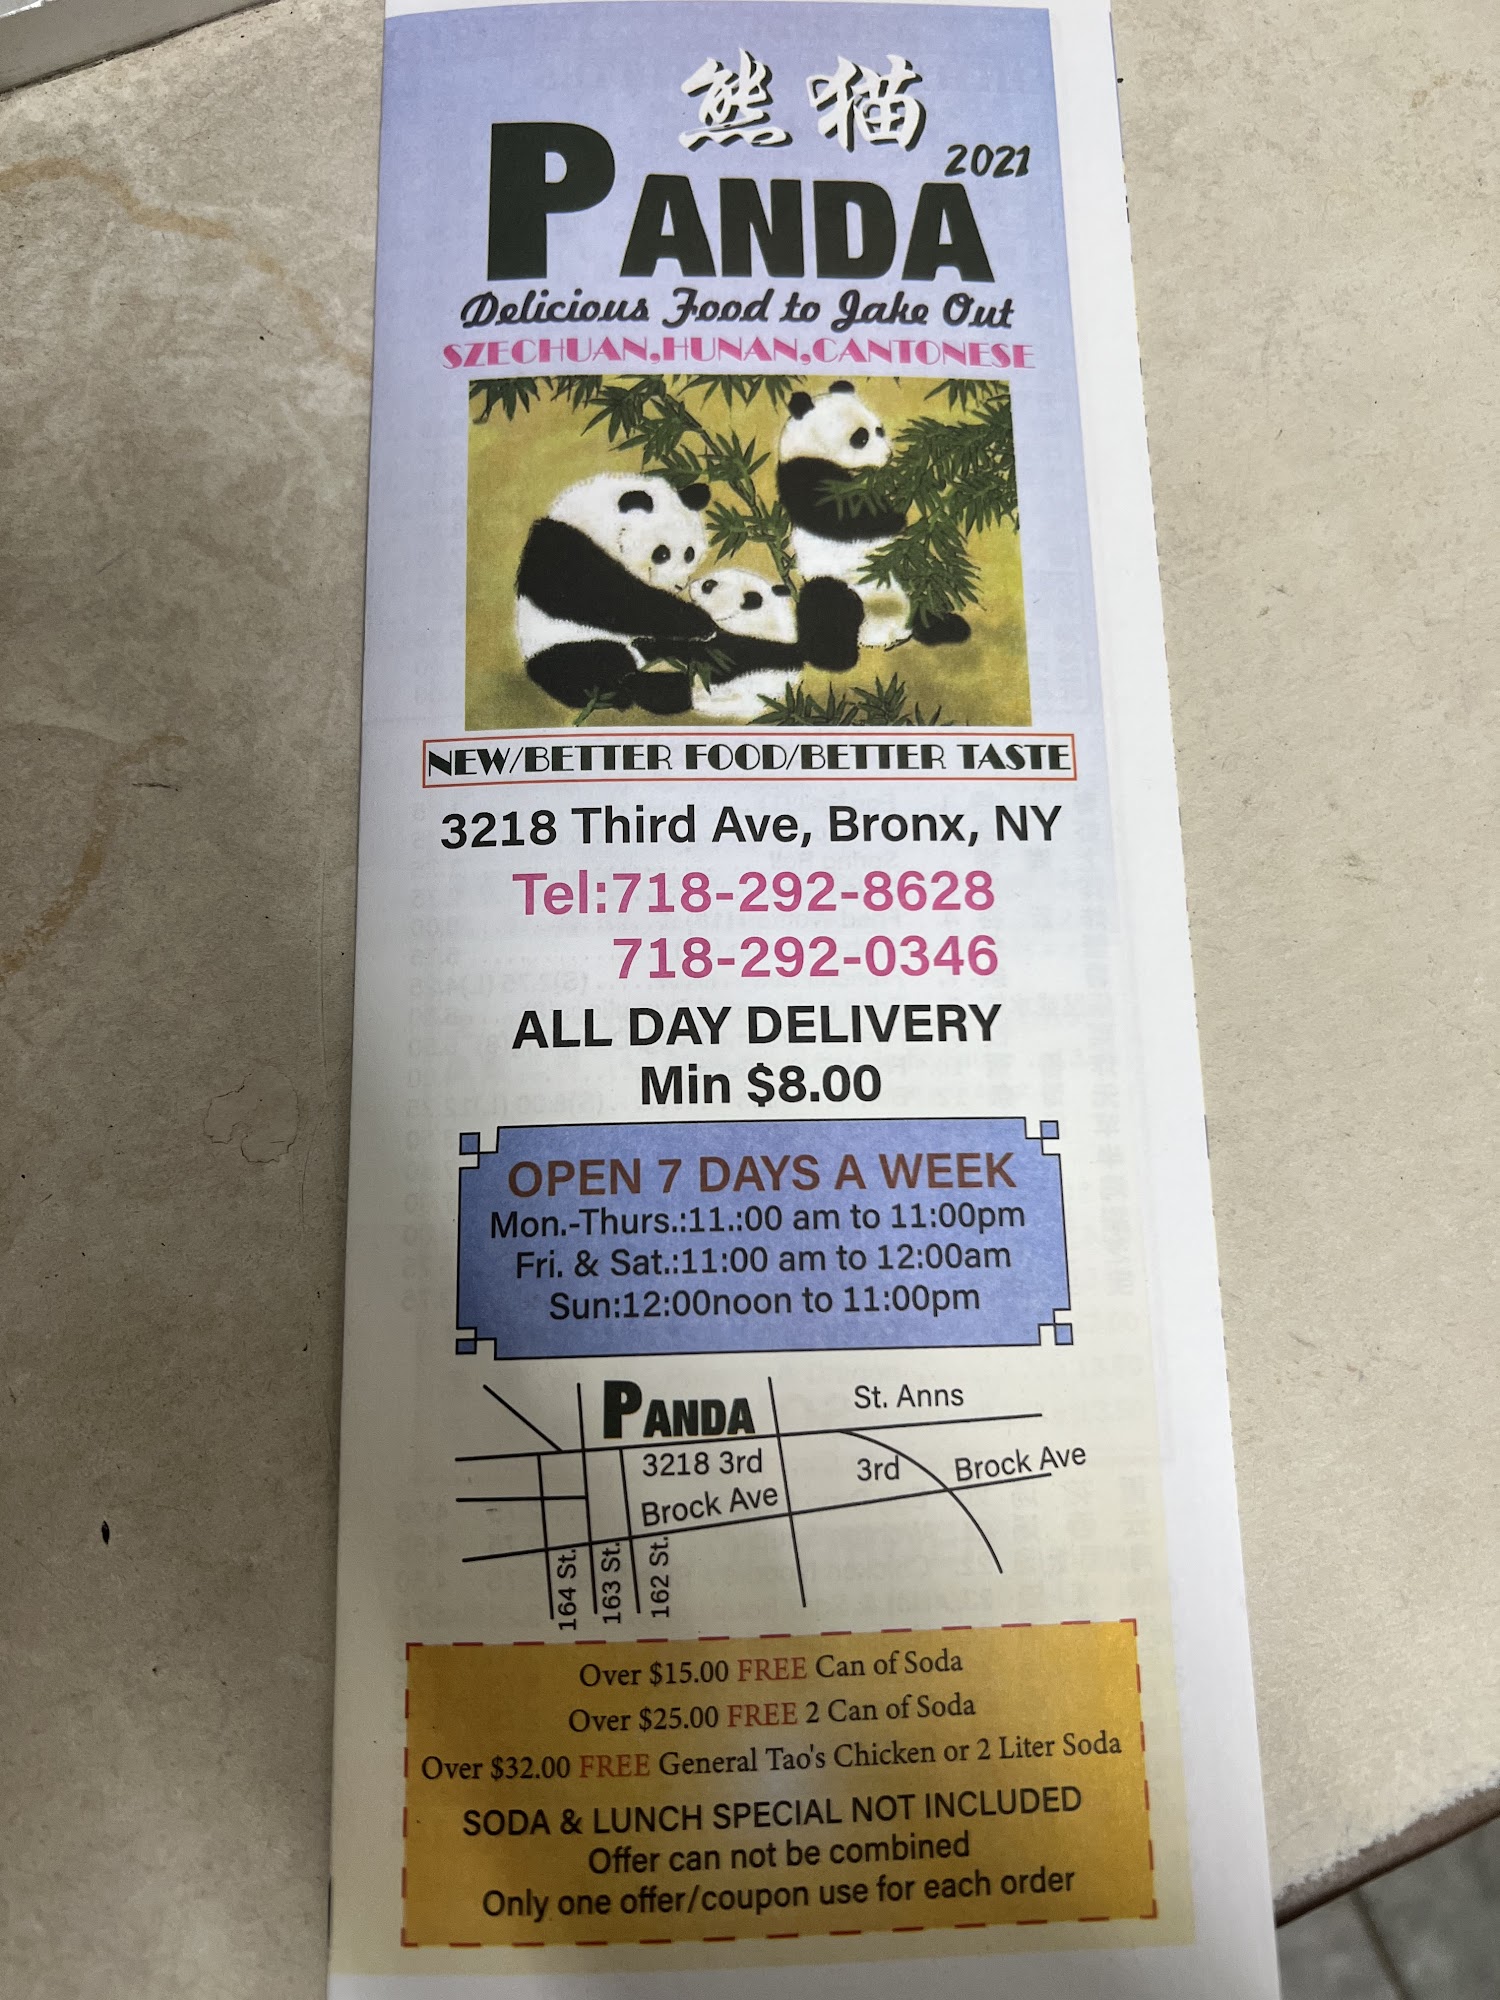 熊猫
2021
PANDA
Delicious Food to Take Out
SZECHUAN,HUNAN,CANTONESE
NEW/BETTER FOOD/BETTER TASTE
3218 Third Ave, Bronx, NY
Tel:718-292-8628
718-292-0346
ALL DAY DELIVERY
Min $8.00
OPEN 7 DAYS A WEEK
Mon.-Thurs.:11.:00 am to 11:00pm
Fri. & Sat.:11:00 am to 12:00am
Sun:12:00noon to 11:00pm
PANDA
St. Anns
3218 3rd
3rd
Brock Ave
Brock Ave
164 St.
163 St.
162 St.
Over $15.00 FREE Can of Soda
Over $25.00 FREE 2 Can of Soda
Over $32.00 FREE General Tao's Chicken or 2 Liter Soda
SODA & LUNCH SPECIAL NOT INCLUDED
Offer can not be combined
Only one offer/coupon use for each order